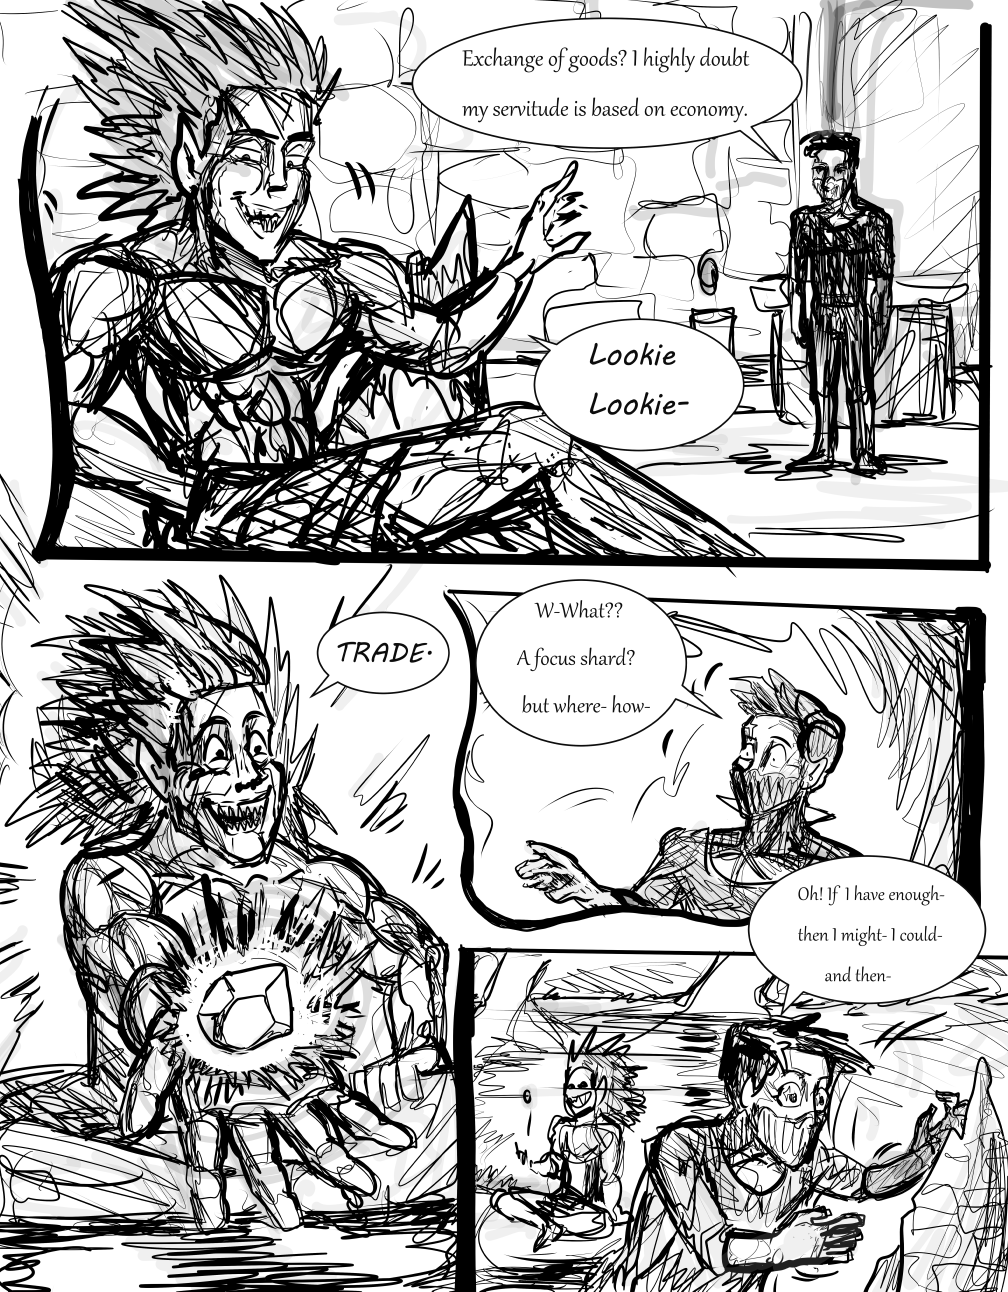 Exchange of goods? I highly doubt
my servitude is based on economy.
Lookie
Lookie-
TRADE.
W-What??
A focus shard?
but where- how-
Oh! If I have enough-
then I might- I could-
and then-